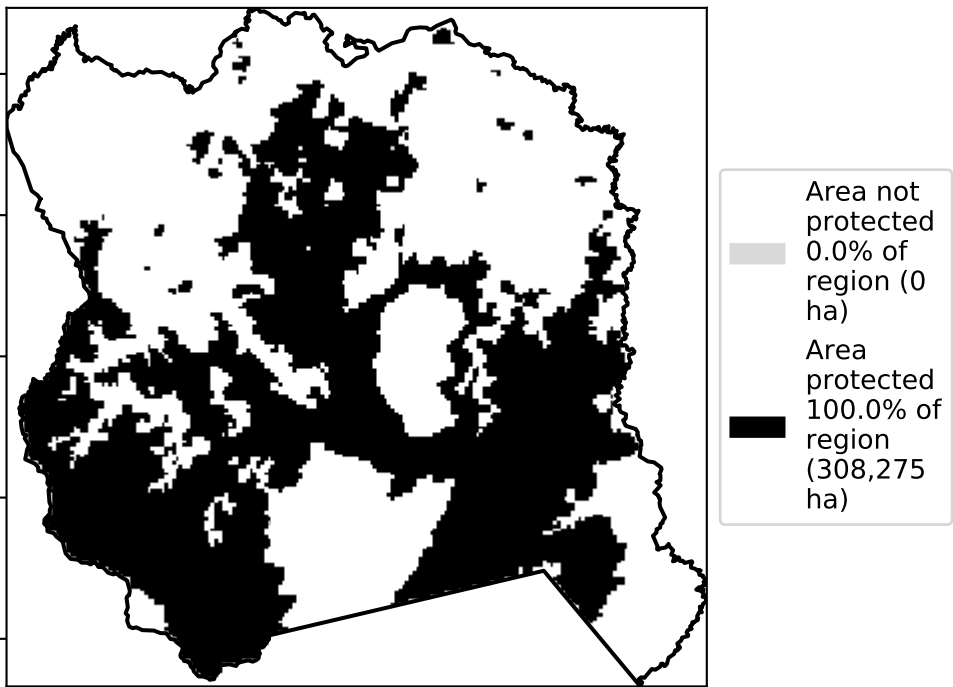 Area not
protected
0.0% of
region (0
ha)
Area
protected
100.0% of
region
(308,275
ha)